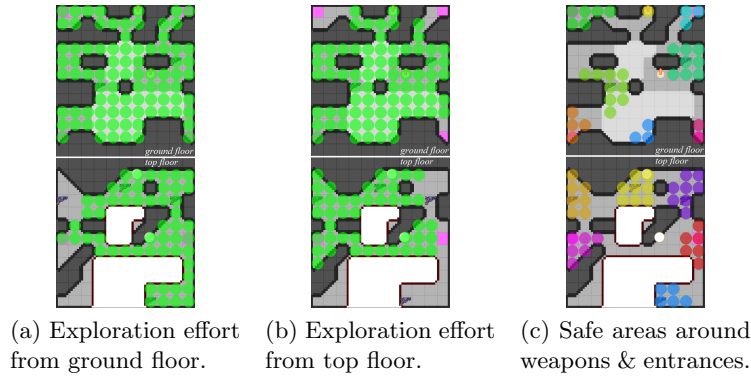 ground floor
top floor
ground floor
top floor
ground floor
top floor
(a) Exploration effort
from ground floor.
(b) Exploration effort
from top floor.
(c) Safe areas around
weapons & entrances.